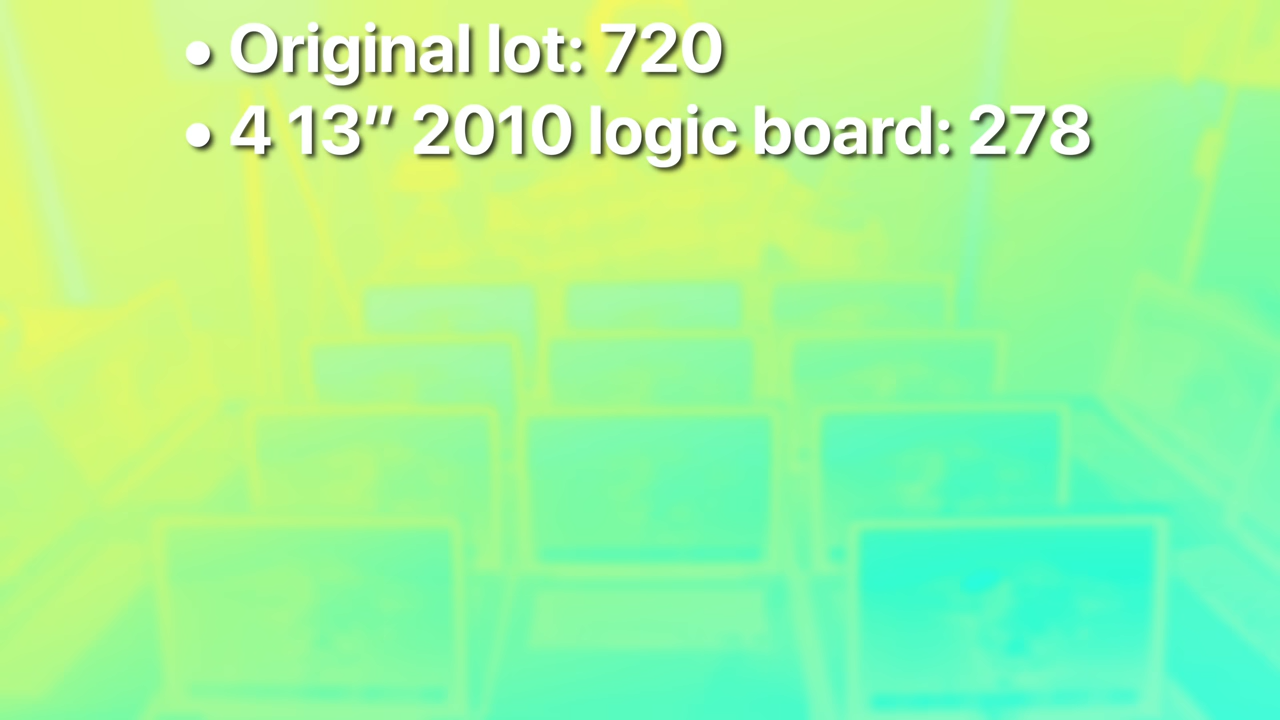 • Original lot: 720
• 4 13” 2010 logic board: 278